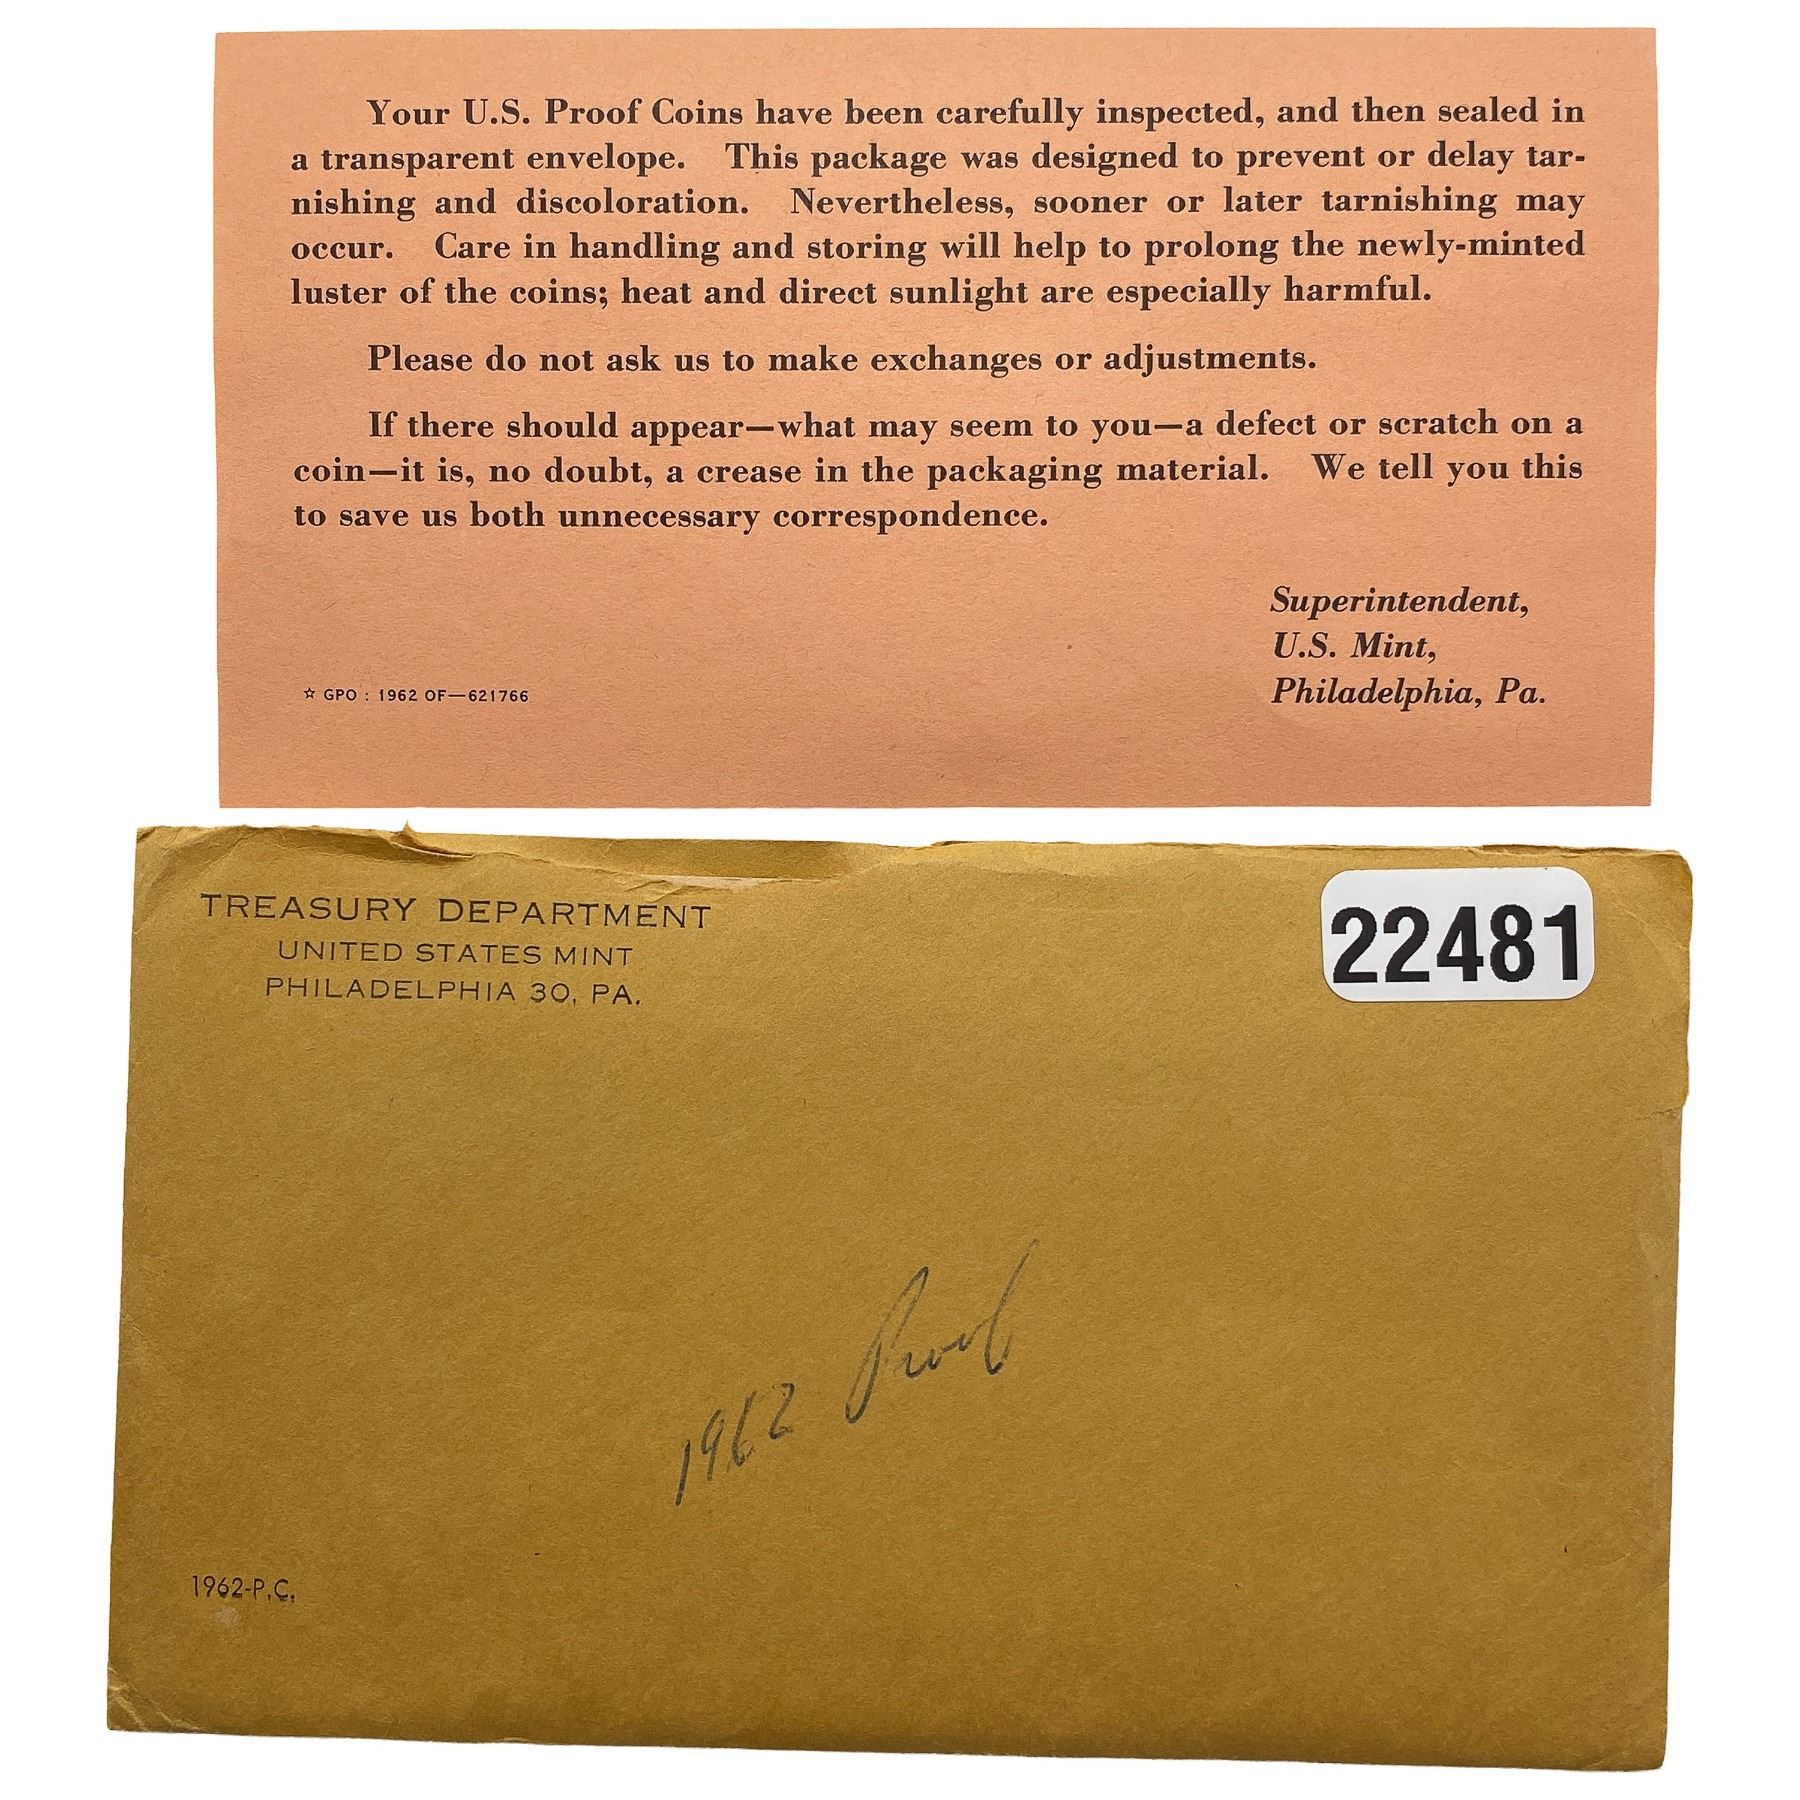 Your U.S. Proof Coins have been carefully inspected, and then sealed in
a transparent envelope. This package was designed to prevent or delay tar-
nishing and discoloration. Nevertheless, sooner or later tarnishing may
occur. Care in handling and storing will help to prolong the newly-minted
luster of the coins; heat and direct sunlight are especially harmful.
Please do not ask us to make exchanges or adjustments.
If there should appear—what may seem to you—a defect or scratch on a
coin—it is, no doubt, a crease in the packaging material. We tell you this
to save us both unnecessary correspondence.
Superintendent,
U.S. Mint,
Philadelphia, Pa.
☆ GPO : 1962 OF—621766
TREASURY DEPARTMENT
UNITED STATES MINT
PHILADELPHIA 30, PA.
22481
1962 Proof
1962-P.C.